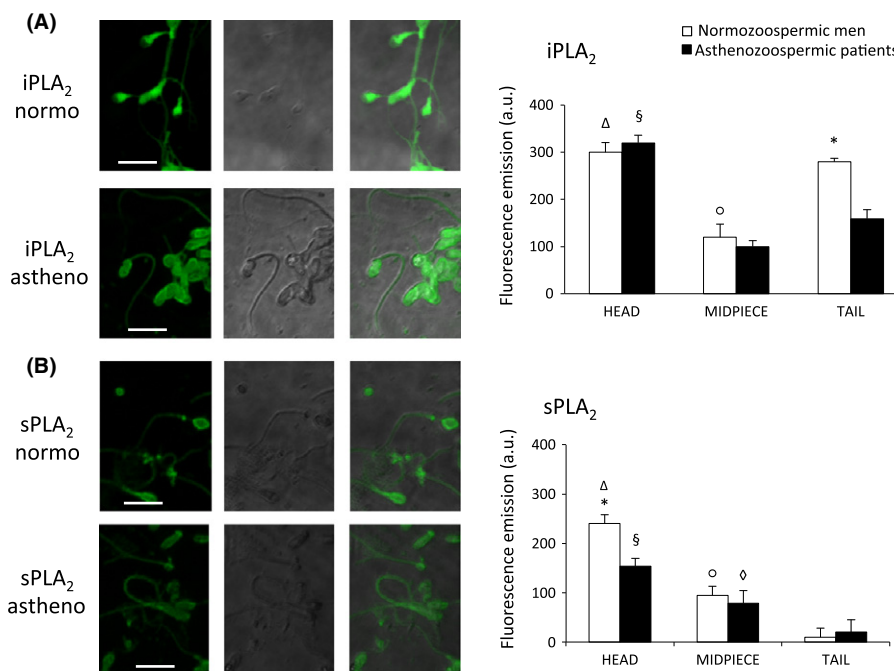 (A)
iPLA2
normo
iPLA2
astheno
(B)
sPLA2
normo
sPLA2
astheno
Normozoospermic men
Asthenozoospermic patients
iPLA2
Fluorescence emission (a.u.)
400
300
200
100
0
Δ
§
○
*
HEAD MIDPIECE TAIL
sPLA2
Fluorescence emission (a.u.)
400
300
200
100
0
Δ
*
§
○
◊
HEAD MIDPIECE TAIL